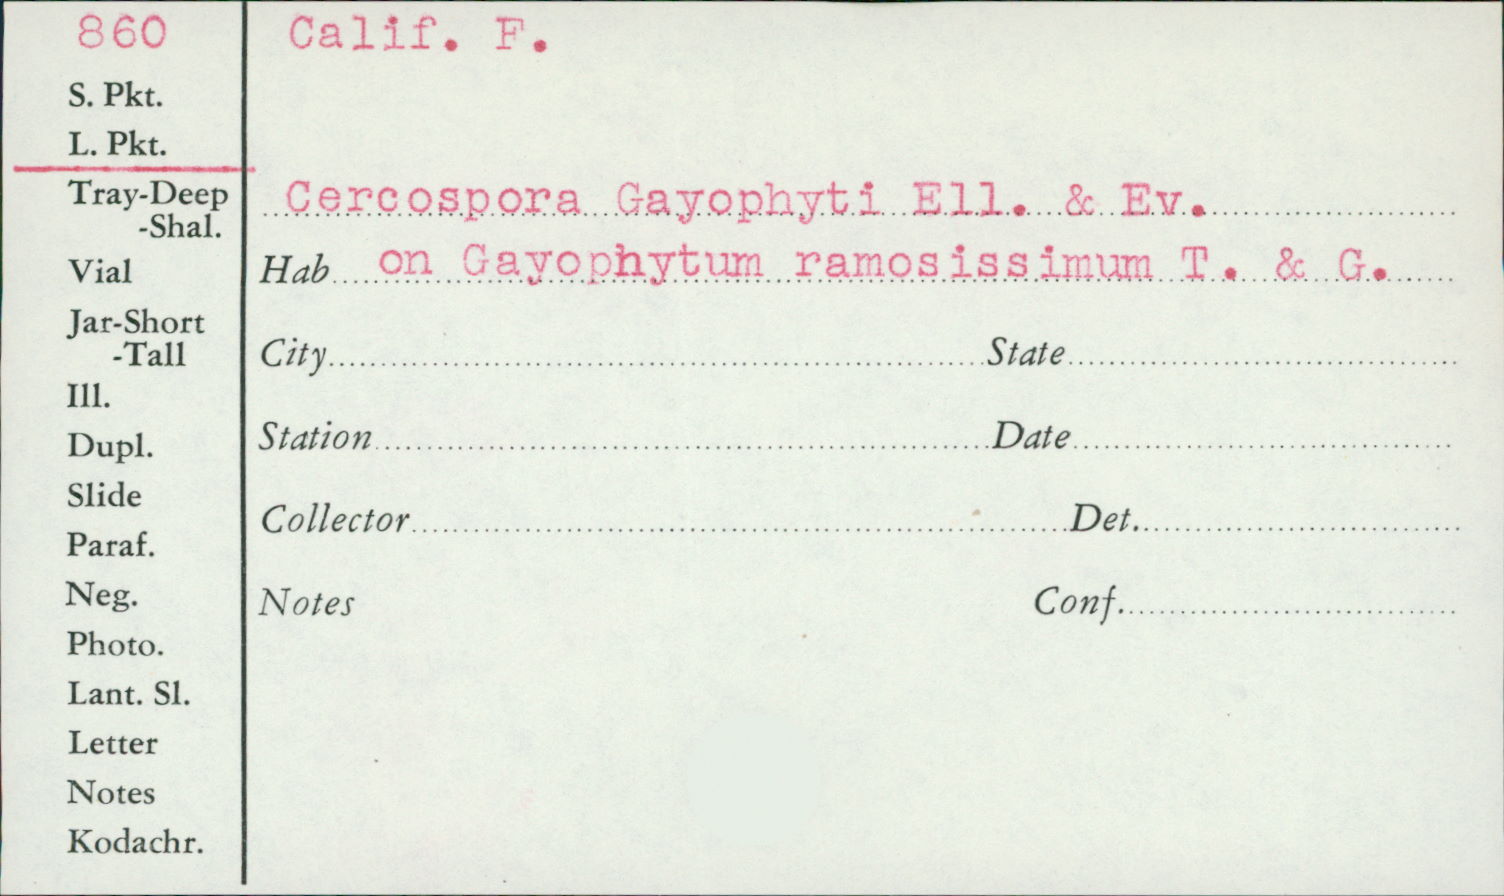 860
Calif. F.
S. Pkt.
L. Pkt.
Tray-Deep
-Shal.
Vial
Jar-Short
-Tall
Ill.
Dupl.
Slide
Paraf.
Neg.
Photo.
Lant. Sl.
Letter
Notes
Kodachr.
Cercospora Gayophyti Ell. & Ev.
Hab on Gayophytum ramosissimum T. & G.
City State
Station Date
Collector Det.
Notes Conf.